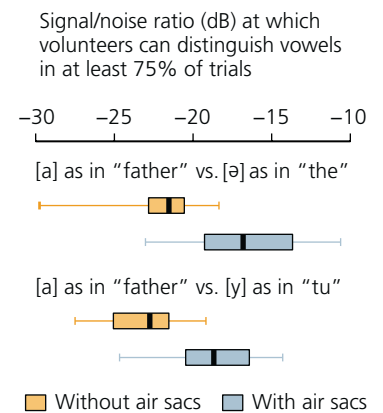 Signal/noise ratio (dB) at which
volunteers can distinguish vowels
in at least 75% of trials
−30 −25 −20 −15 −10
[a] as in “father” vs. [ə] as in “the”
[a] as in “father” vs. [y] as in “tu”
Without air sacs With air sacs